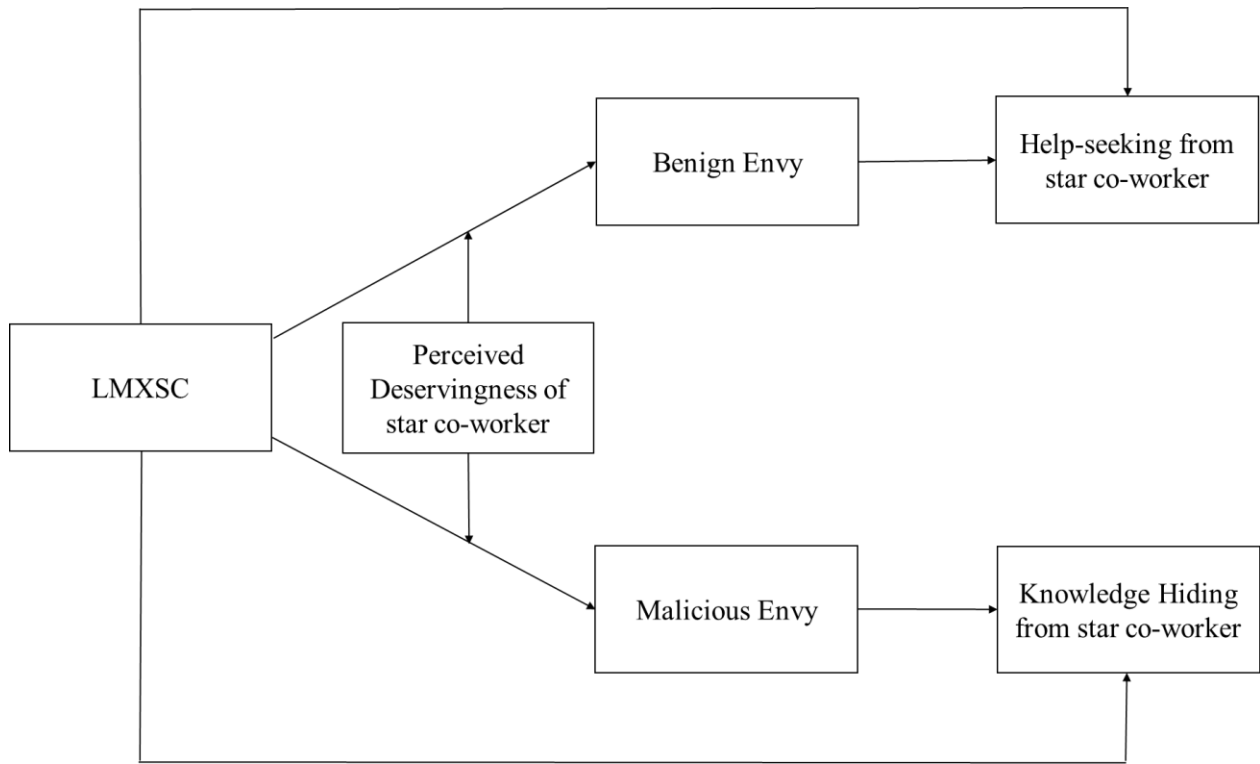 Benign Envy
Help-seeking from
star co-worker
LMXSC
Perceived
Deservingness of
star co-worker
Malicious Envy
Knowledge Hiding
from star co-worker